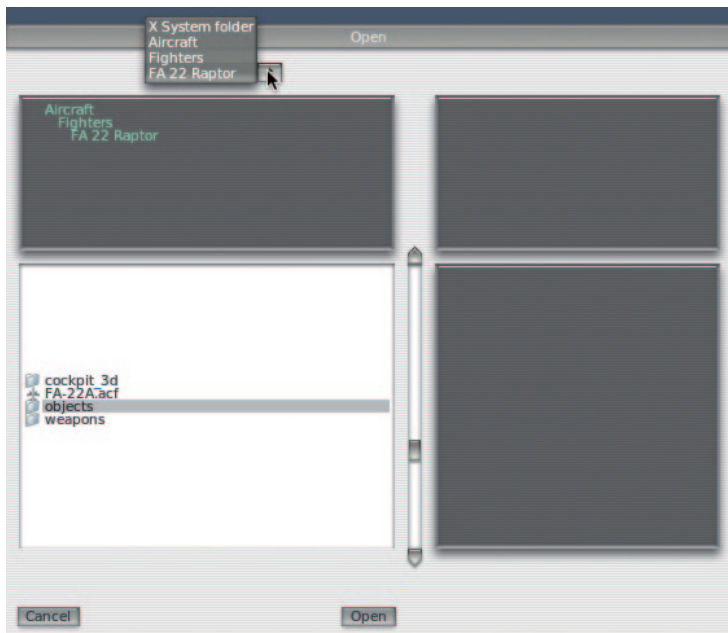 X System folder
Aircraft
Fighters
FA 22 Raptor
Open
Aircraft
Fighters
FA 22 Raptor
cockpit_3d
FA-22A.acf
objects
weapons
Cancel
Open